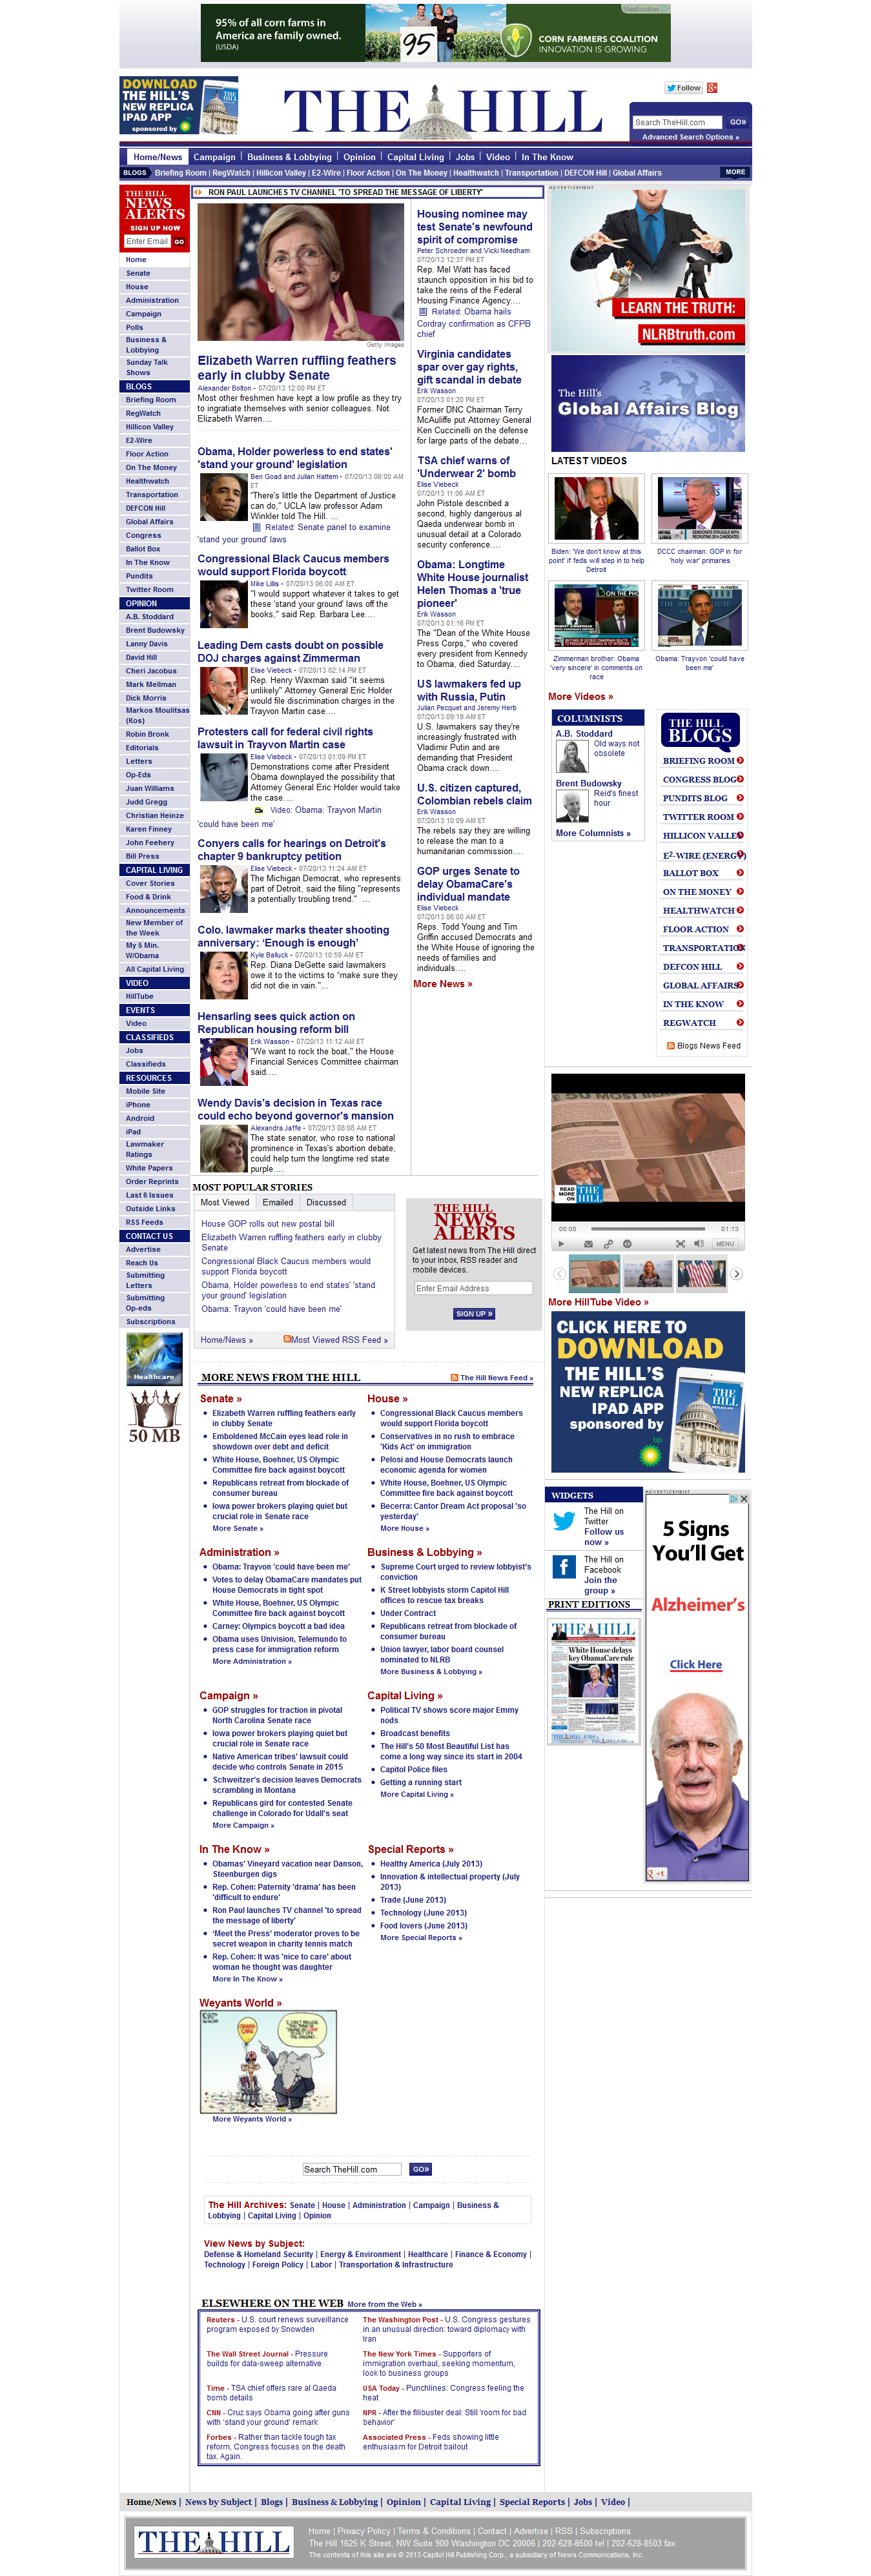 95% of all corn farms in
America are family owned.
(USDA)
95
CORN FARMERS COALITION
INNOVATION IS GROWING
DOWNLOAD
THE HILL'S
NEW REPLICA
IPAD APP
sponsored by
THE HILL
Follow
Search TheHill.com
GO»
Advanced Search Options »
Home/News | Campaign | Business & Lobbying | Opinion | Capital Living | Jobs | Video | In The Know
BLOGS
Briefing Room | RegWatch | Hillicon Valley | E2-Wire | Floor Action | On The Money | Healthwatch | Transportation | DEFCON Hill | Global Affairs
MORE
THE HILL
NEWS
ALERTS
SIGN UP NOW
Enter Email
GO
Home
Senate
House
Administration
Campaign
Polls
Business &
Lobbying
Sunday Talk
Shows
BLOGS
Briefing Room
RegWatch
Hillicon Valley
E2-Wire
Floor Action
On The Money
Healthwatch
Transportation
DEFCON Hill
Global Affairs
Congress
Ballot Box
In The Know
Pundits
Twitter Room
OPINION
A.B. Stoddard
Brent Budowsky
Lanny Davis
David Hill
Cheri Jacobus
Mark Mellman
Dick Morris
Markos Moulitsas
(Kos)
Robin Bronk
Editorials
Letters
Op-Eds
Juan Williams
Judd Gregg
Christian Heinze
Karen Finney
John Feehery
Bill Press
CAPITAL LIVING
Cover Stories
Food & Drink
Announcements
New Member of
the Week
My 5 Min.
W/Obama
All Capital Living
VIDEO
HillTube
EVENTS
Video
CLASSIFIEDS
Jobs
Classifieds
RESOURCES
Mobile Site
iPhone
Android
iPad
Lawmaker
Ratings
White Papers
Order Reprints
Last 6 Issues
Outside Links
RSS Feeds
CONTACT US
Advertise
Reach Us
Submitting
Letters
Submitting
Op-eds
Subscriptions
Healthcare
50 MB
RON PAUL LAUNCHES TV CHANNEL 'TO SPREAD THE MESSAGE OF LIBERTY'
Getty Images
Elizabeth Warren ruffling feathers
early in clubby Senate
Alexander Bolton - 07/20/13 12:00 PM ET
Most other freshmen have kept a low profile as they try
to ingratiate themselves with senior colleagues. Not
Elizabeth Warren....
Obama, Holder powerless to end states'
'stand your ground' legislation
Ben Goad and Julian Hattem - 07/20/13 06:00 AM
ET
"There's little the Department of Justice
can do," UCLA law professor Adam
Winkler told The Hill. ...
Related: Senate panel to examine
'stand your ground' laws
Congressional Black Caucus members
would support Florida boycott
Mike Lillis - 07/20/13 06:00 AM ET
"I would support whatever it takes to get
these 'stand your ground' laws off the
books," said Rep. Barbara Lee....
Leading Dem casts doubt on possible
DOJ charges against Zimmerman
Elise Viebeck - 07/20/13 02:14 PM ET
Rep. Henry Waxman said "it seems
unlikely" Attorney General Eric Holder
would file discrimination charges in the
Trayvon Martin case....
Protesters call for federal civil rights
lawsuit in Trayvon Martin case
Elise Viebeck - 07/20/13 01:09 PM ET
Demonstrations come after President
Obama downplayed the possibility that
Attorney General Eric Holder would take
the case....
Video: Obama: Trayvon Martin
'could have been me'
Conyers calls for hearings on Detroit's
chapter 9 bankruptcy petition
Elise Viebeck - 07/20/13 11:24 AM ET
The Michigan Democrat, who represents
part of Detroit, said the filing "represents
a potentially troubling trend." ...
Colo. lawmaker marks theater shooting
anniversary: ‘Enough is enough’
Kyle Balluck - 07/20/13 10:59 AM ET
Rep. Diana DeGette said lawmakers
owe it to the victims to "make sure they
did not die in vain."...
Hensarling sees quick action on
Republican housing reform bill
Erik Wasson - 07/20/13 11:12 AM ET
"We want to rock the boat," the House
Financial Services Committee chairman
said....
Wendy Davis's decision in Texas race
could echo beyond governor's mansion
Alexandra Jaffe - 07/20/13 08:08 AM ET
The state senator, who rose to national
prominence in Texas's abortion debate,
could help turn the longtime red state
purple....
Housing nominee may
test Senate's newfound
spirit of compromise
Peter Schroeder and Vicki Needham
07/20/13 12:37 PM ET
Rep. Mel Watt has faced
staunch opposition in his bid to
take the reins of the Federal
Housing Finance Agency....
Related: Obama hails
Cordray confirmation as CFPB
chief
Virginia candidates
spar over gay rights,
gift scandal in debate
Erik Wasson
07/20/13 01:20 PM ET
Former DNC Chairman Terry
McAuliffe put Attorney General
Ken Cuccinelli on the defense
for large parts of the debate...
TSA chief warns of
'Underwear 2' bomb
Elise Viebeck
07/20/13 11:06 AM ET
John Pistole described a
second, highly dangerous al
Qaeda underwear bomb in
unusual detail at a Colorado
security conference....
Obama: Longtime
White House journalist
Helen Thomas a 'true
pioneer'
Erik Wasson
07/20/13 01:16 PM ET
The "Dean of the White House
Press Corps," who covered
every president from Kennedy
to Obama, died Saturday....
US lawmakers fed up
with Russia, Putin
Julian Pecquet and Jeremy Herb
07/20/13 09:19 AM ET
U.S. lawmakers say they're
increasingly frustrated with
Vladimir Putin and are
demanding that President
Obama crack down....
U.S. citizen captured,
Colombian rebels claim
Erik Wasson
07/20/13 10:09 AM ET
The rebels say they are willing
to release the man to a
humanitarian commission....
GOP urges Senate to
delay ObamaCare's
individual mandate
Elise Viebeck
07/20/13 06:00 AM ET
Reps. Todd Young and Tim
Griffin accused Democrats and
the White House of ignoring the
needs of families and
individuals....
More News »
ADVERTISEMENT
LEARN THE TRUTH:
NLRBtruth.com
The Hill's
Global Affairs Blog
LATEST VIDEOS
Biden: 'We don't know at this
point' if feds will step in to help
Detroit
DCCC chairman: GOP in for
'holy war' primaries
Zimmerman brother: Obama
'very sincere' in comments on
race
Obama: Trayvon 'could have
been me'
More Videos »
COLUMNISTS
A.B. Stoddard
Old ways not
obsolete
Brent Budowsky
Reid's finest
hour
More Columnists »
THE HILL
BLOGS
BRIEFING ROOM
CONGRESS BLOG
PUNDITS BLOG
TWITTER ROOM
HILLICON VALLEY
E²-WIRE (ENERGY)
BALLOT BOX
ON THE MONEY
HEALTHWATCH
FLOOR ACTION
TRANSPORTATION
DEFCON HILL
GLOBAL AFFAIRS
IN THE KNOW
REGWATCH
Blogs News Feed
READ
MORE
ON
THE HILL
00:00
01:13
MENU
More HillTube Video »
CLICK HERE TO
DOWNLOAD
THE HILL'S
NEW REPLICA
IPAD APP
sponsored by
bp
MOST POPULAR STORIES
Most Viewed
Emailed
Discussed
House GOP rolls out new postal bill
Elizabeth Warren ruffling feathers early in clubby
Senate
Congressional Black Caucus members would
support Florida boycott
Obama, Holder powerless to end states' 'stand
your ground' legislation
Obama: Trayvon 'could have been me'
Home/News »
Most Viewed RSS Feed »
THE HILL
NEWS
ALERTS
Get latest news from The Hill direct
to your inbox, RSS reader and
mobile devices.
Enter Email Address
SIGN UP »
MORE NEWS FROM THE HILL
The Hill News Feed »
Senate »
Elizabeth Warren ruffling feathers early
in clubby Senate
Emboldened McCain eyes lead role in
showdown over debt and deficit
White House, Boehner, US Olympic
Committee fire back against boycott
Republicans retreat from blockade of
consumer bureau
Iowa power brokers playing quiet but
crucial role in Senate race
More Senate »
House »
Congressional Black Caucus members
would support Florida boycott
Conservatives in no rush to embrace
'Kids Act' on immigration
Pelosi and House Democrats launch
economic agenda for women
White House, Boehner, US Olympic
Committee fire back against boycott
Becerra: Cantor Dream Act proposal 'so
yesterday'
More House »
Administration »
Obama: Trayvon 'could have been me'
Votes to delay ObamaCare mandates put
House Democrats in tight spot
White House, Boehner, US Olympic
Committee fire back against boycott
Carney: Olympics boycott a bad idea
Obama uses Univision, Telemundo to
press case for immigration reform
More Administration »
Business & Lobbying »
Supreme Court urged to review lobbyist's
conviction
K Street lobbyists storm Capitol Hill
offices to rescue tax breaks
Under Contract
Republicans retreat from blockade of
consumer bureau
Union lawyer, labor board counsel
nominated to NLRB
More Business & Lobbying »
Campaign »
GOP struggles for traction in pivotal
North Carolina Senate race
Iowa power brokers playing quiet but
crucial role in Senate race
Native American tribes' lawsuit could
decide who controls Senate in 2015
Schweitzer's decision leaves Democrats
scrambling in Montana
Republicans gird for contested Senate
challenge in Colorado for Udall's seat
More Campaign »
Capital Living »
Political TV shows score major Emmy
nods
Broadcast benefits
The Hill's 50 Most Beautiful List has
come a long way since its start in 2004
Capitol Police files
Getting a running start
More Capital Living »
In The Know »
Obamas' Vineyard vacation near Danson,
Steenburgen digs
Rep. Cohen: Paternity 'drama' has been
'difficult to endure'
Ron Paul launches TV channel 'to spread
the message of liberty'
‘Meet the Press’ moderator proves to be
secret weapon in charity tennis match
Rep. Cohen: It was 'nice to care' about
woman he thought was daughter
More In The Know »
Special Reports »
Healthy America (July 2013)
Innovation & intellectual property (July
2013)
Trade (June 2013)
Technology (June 2013)
Food lovers (June 2013)
More Special Reports »
Weyants World »
More Weyants World »
WIDGETS
The Hill on
Twitter
Follow us
now »
The Hill on
Facebook
Join the
group »
PRINT EDITIONS
THE HILL
White House delays
key ObamaCare rule
ADVERTISEMENT
5 Signs
You'll Get
Alzheimer's
Click Here
+1
Search TheHill.com
GO»
The Hill Archives: Senate | House | Administration | Campaign | Business &
Lobbying | Capital Living | Opinion
View News by Subject:
Defense & Homeland Security | Energy & Environment | Healthcare | Finance & Economy |
Technology | Foreign Policy | Labor | Transportation & Infrastructure
ELSEWHERE ON THE WEB More from the Web »
Reuters - U.S. court renews surveillance
program exposed by Snowden
The Washington Post - U.S. Congress gestures
in an unusual direction: toward diplomacy with
Iran
The Wall Street Journal - Pressure
builds for data-sweep alternative
The New York Times - Supporters of
immigration overhaul, seeking momentum,
look to business groups
Time - TSA chief offers rare al Qaeda
bomb details
USA Today - Punchlines: Congress feeling the
heat
CNN - Cruz says Obama going after guns
with 'stand your ground' remark
NPR - After the filibuster deal: Still 'room for bad
behavior'
Forbes - Rather than tackle tough tax
reform, Congress focuses on the death
tax. Again.
Associated Press - Feds showing little
enthusiasm for Detroit bailout
Home/News | News by Subject | Blogs | Business & Lobbying | Opinion | Capital Living | Special Reports | Jobs | Video |
THE HILL
Home | Privacy Policy | Terms & Conditions | Contact | Advertise | RSS | Subscriptions
The Hill 1625 K Street, NW Suite 900 Washington DC 20006 | 202-628-8500 tel | 202-628-8503 fax
The contents of this site are © 2013 Capitol Hill Publishing Corp., a subsidiary of News Communications, Inc.